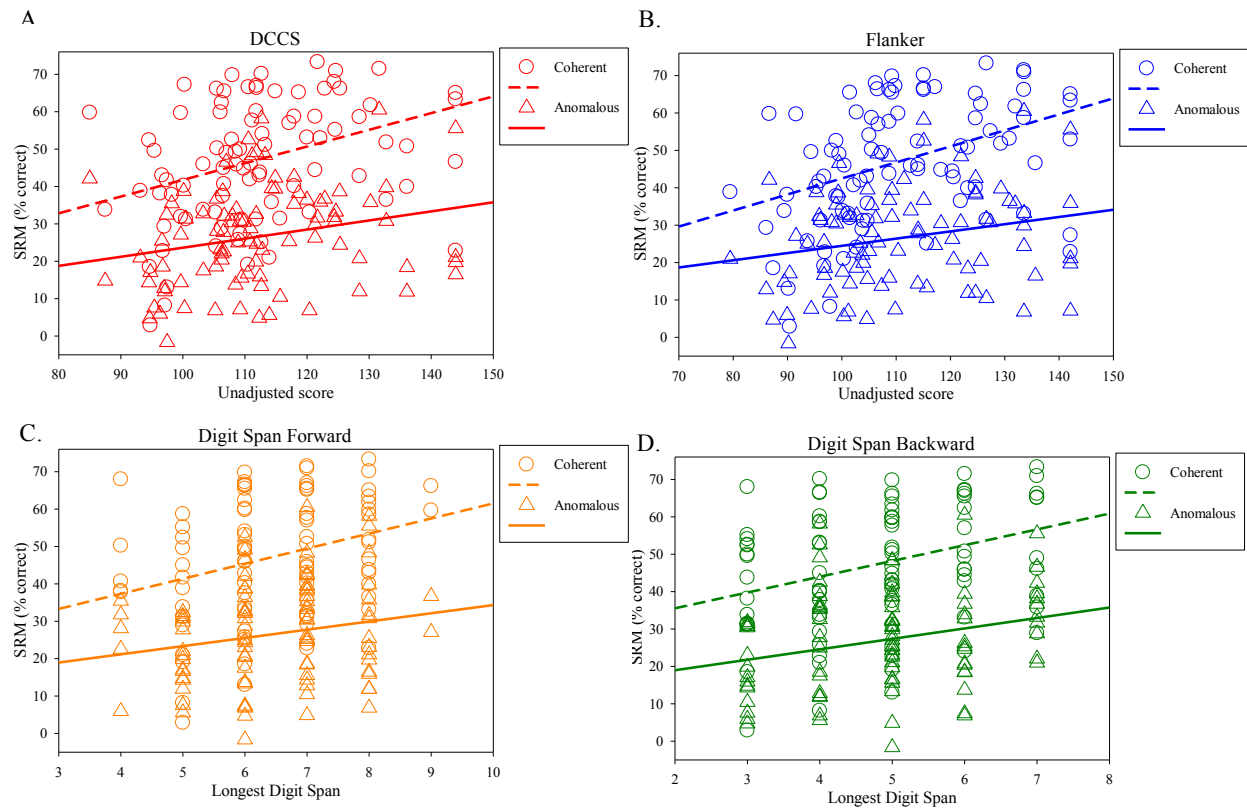 A
DCCS
SRM (% correct)
70
60
50
40
30
20
10
0
80 90 100 110 120 130 140 150
Unadjusted score
Coherent
Anomalous
B.
Flanker
SRM (% correct)
70
60
50
40
30
20
10
0
70 80 90 100 110 120 130 140 150
Unadjusted score
Coherent
Anomalous
C.
Digit Span Forward
SRM (% correct)
70
60
50
40
30
20
10
0
3 4 5 6 7 8 9 10
Longest Digit Span
Coherent
Anomalous
D.
Digit Span Backward
SRM (% correct)
70
60
50
40
30
20
10
0
2 3 4 5 6 7 8
Longest Digit Span
Coherent
Anomalous